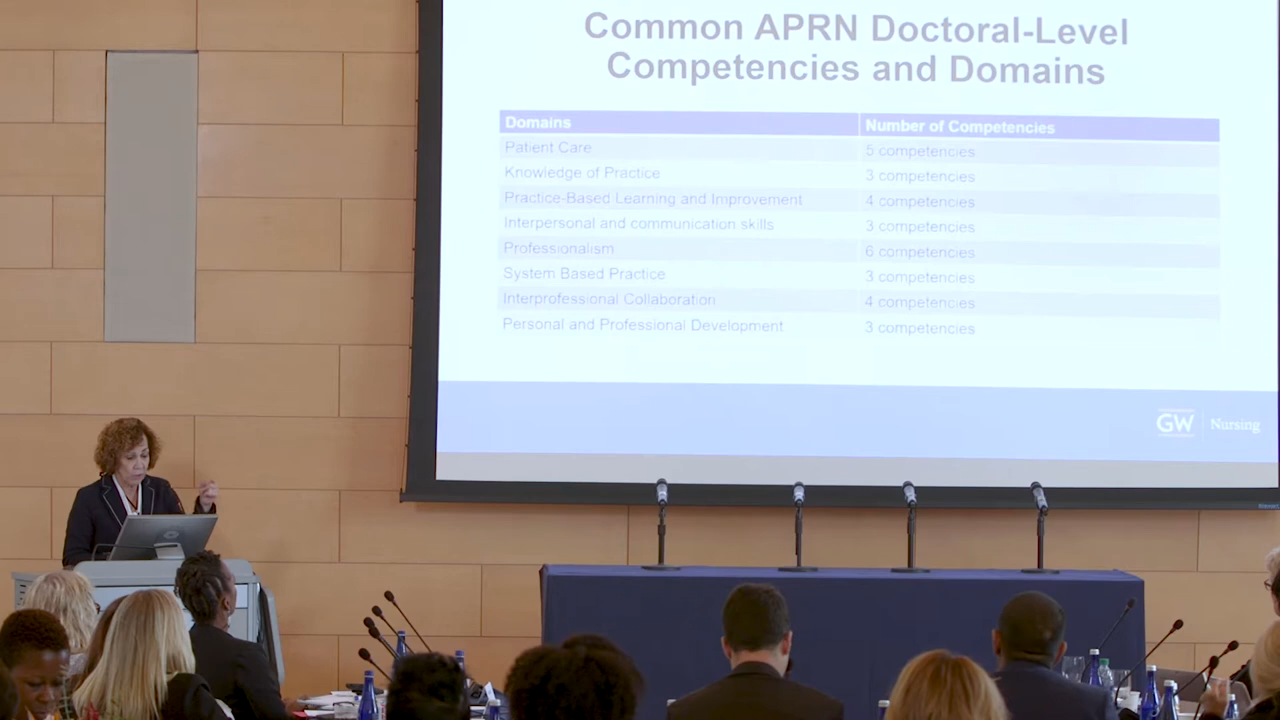 Common APRN Doctoral-Level
Competencies and Domains
Domains Number of Competencies
Patient Care 5 competencies
Knowledge of Practice 3 competencies
Practice-Based Learning and Improvement 4 competencies
Interpersonal and communication skills 3 competencies
Professionalism 6 competencies
System Based Practice 3 competencies
Interprofessional Collaboration 4 competencies
Personal and Professional Development 3 competencies
GW Nursing